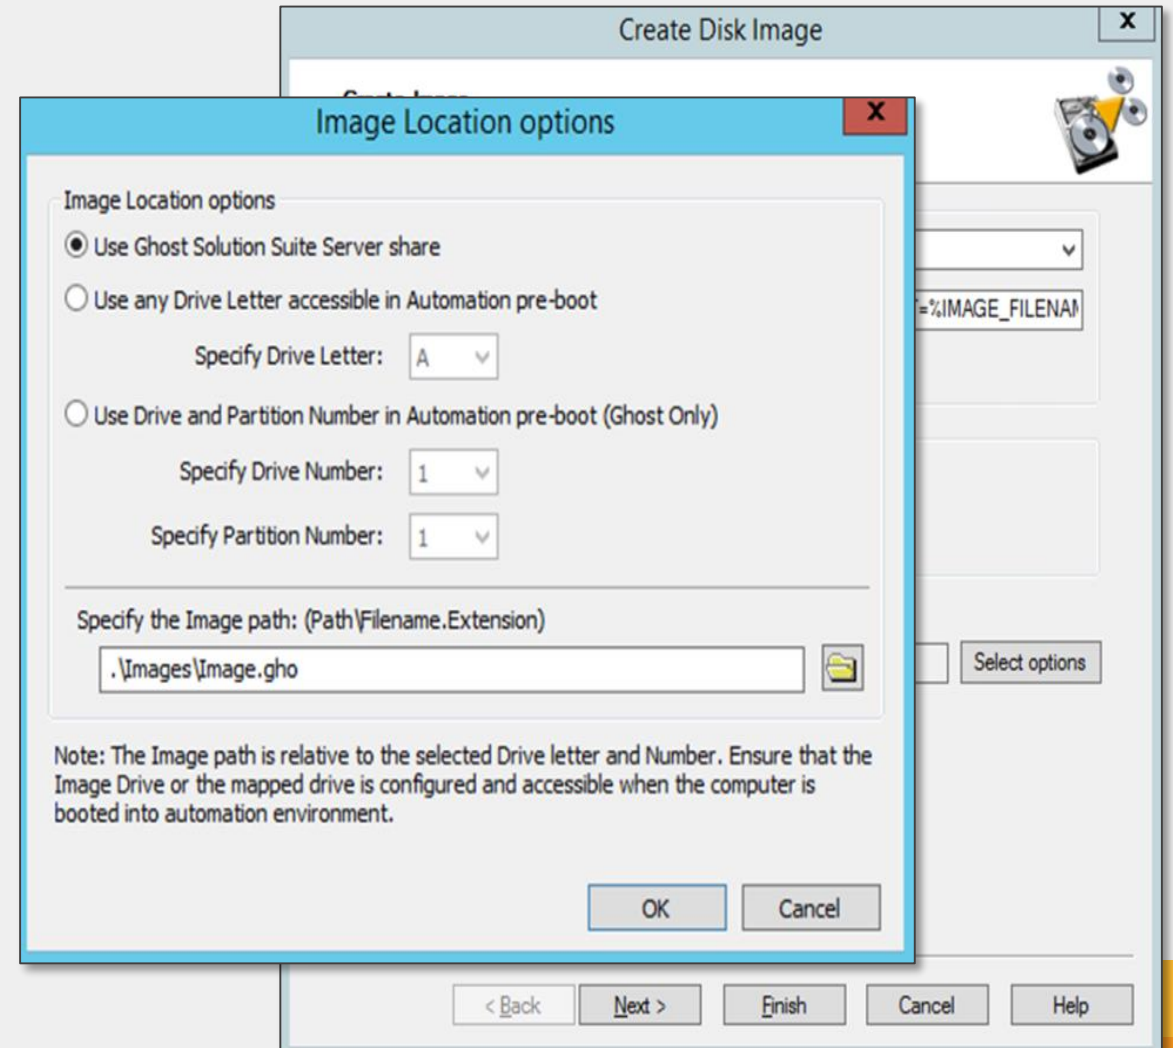 Create Disk Image
x
Image Location options
x
Image Location options
Use Ghost Solution Suite Server share
Use any Drive Letter accessible in Automation pre-boot
Specify Drive Letter: A
Use Drive and Partition Number in Automation pre-boot (Ghost Only)
Specify Drive Number: 1
Specify Partition Number: 1
Specify the Image path: (Path\Filename.Extension)
.\Images\Image.gho
Note: The Image path is relative to the selected Drive letter and Number. Ensure that the
Image Drive or the mapped drive is configured and accessible when the computer is
booted into automation environment.
OK Cancel
=%IMAGE_FILENAM
Select options
< Back Next > Finish Cancel Help